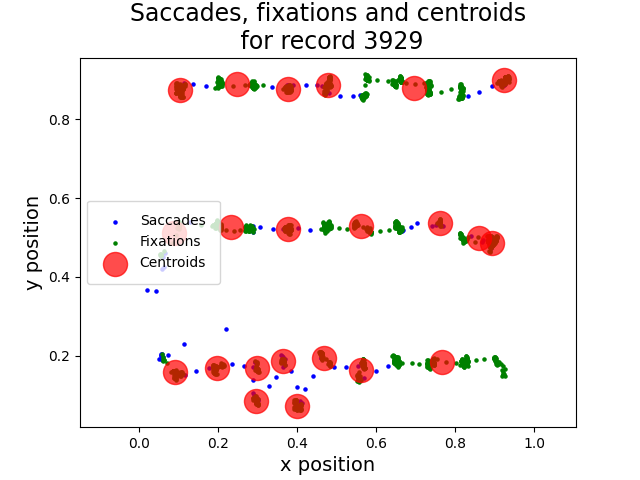 Saccades, fixations and centroids
for record 3929
y position
0.8
0.6
0.4
0.2
Saccades
Fixations
Centroids
0.0 0.2 0.4 0.6 0.8 1.0
x position